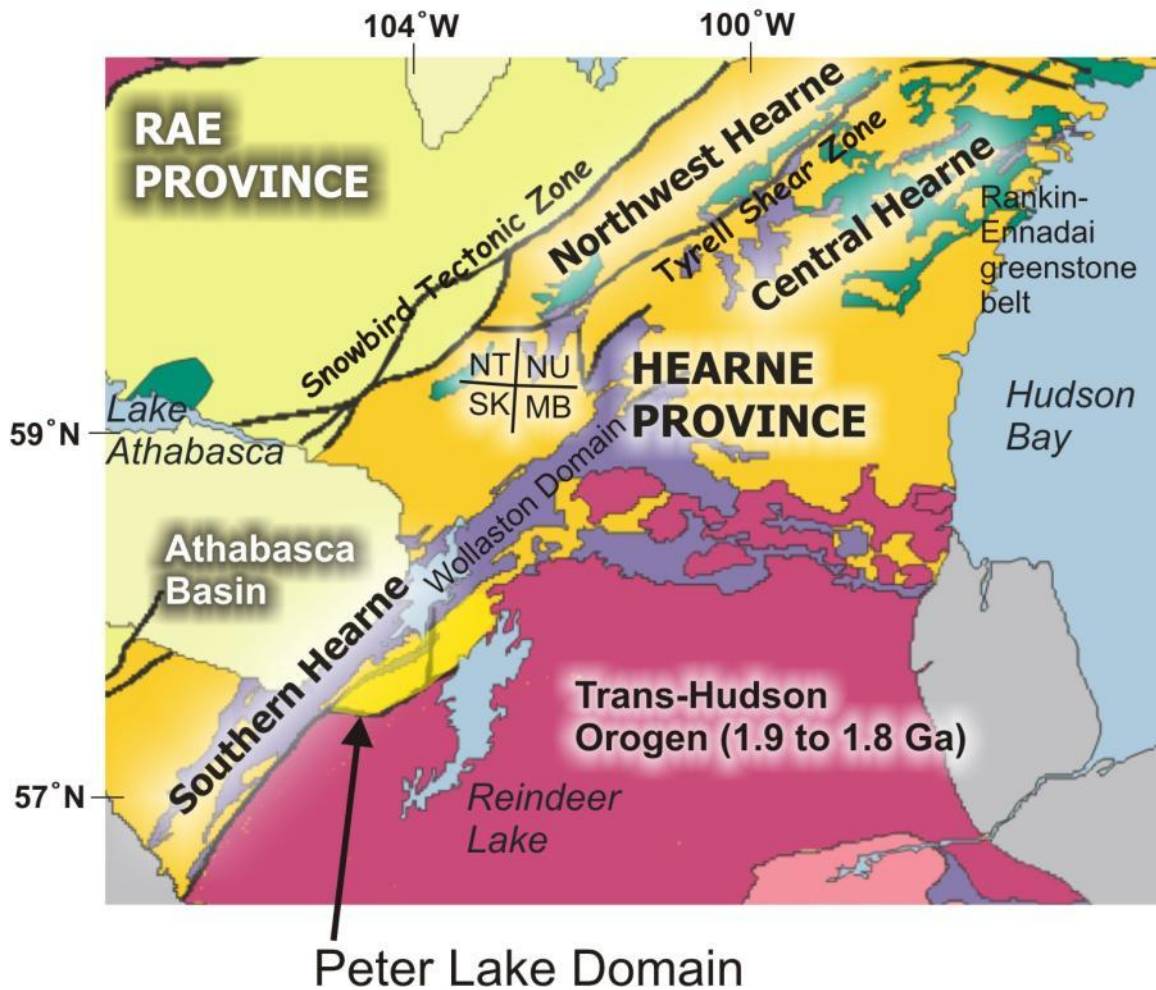 104°W
100°W
RAE
PROVINCE
Snowbird Tectonic Zone
Northwest Hearne
Tyrell Shear Zone
Central Hearne
Rankin-
Ennadai
greenstone
belt
NT NU
SK MB
HEARNE
PROVINCE
Hudson
Bay
59°N
Lake
Athabasca
Wollaston Domain
Athabasca
Basin
Southern Hearne
Trans-Hudson
Orogen (1.9 to 1.8 Ga)
57°N
Reindeer
Lake
Peter Lake Domain